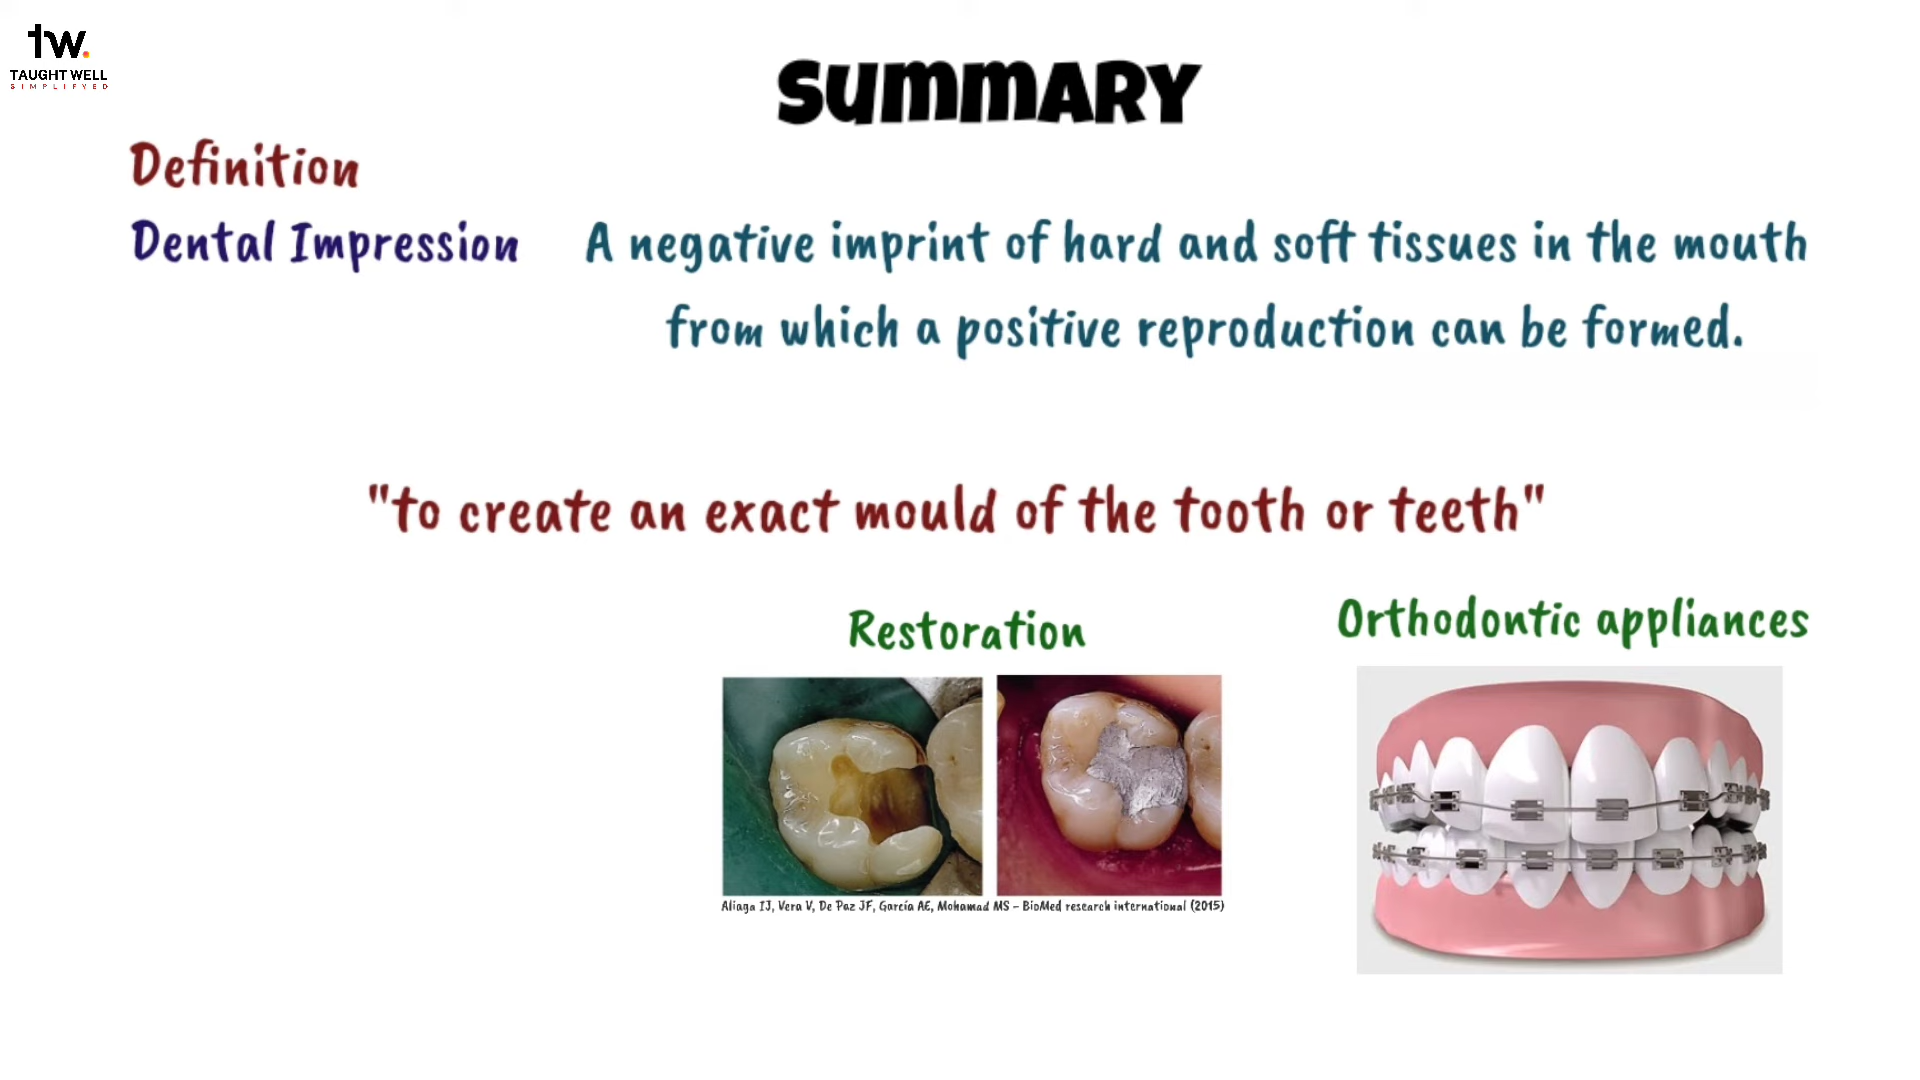 tw.
TAUGHT WELL
SIMPLIFYED
SUMMARY
Definition
Dental Impression
A negative imprint of hard and soft tissues in the mouth
from which a positive reproduction can be formed.
"to create an exact mould of the tooth or teeth"
Restoration
Orthodontic appliances
Aliaga IJ, Vera V, De Paz JF, García AE, Mohamad MS – BioMed research international (2015)